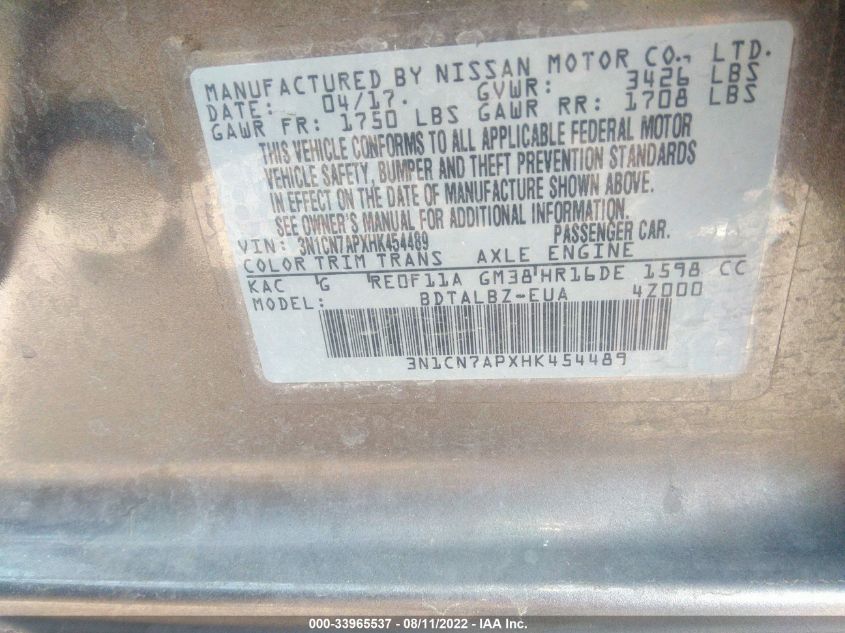 MANUFACTURED BY NISSAN MOTOR CO., LTD.
DATE: 04/17. GVWR: 3426 LBS
GAWR FR: 1750 LBS GAWR RR: 1708 LBS
THIS VEHICLE CONFORMS TO ALL APPLICABLE FEDERAL MOTOR
VEHICLE SAFETY, BUMPER AND THEFT PREVENTION STANDARDS
IN EFFECT ON THE DATE OF MANUFACTURE SHOWN ABOVE.
SEE OWNER'S MANUAL FOR ADDITIONAL INFORMATION.
VIN: 3N1CN7APXHK454489 PASSENGER CAR.
COLOR TRIM TRANS AXLE ENGINE
KAC G RE0F11A GM38 HR16DE 1598 CC
MODEL: BDTALBZ-EUA 4Z000
3N1CN7APXHK454489
000-33965537 - 08/11/2022 - IAA Inc.